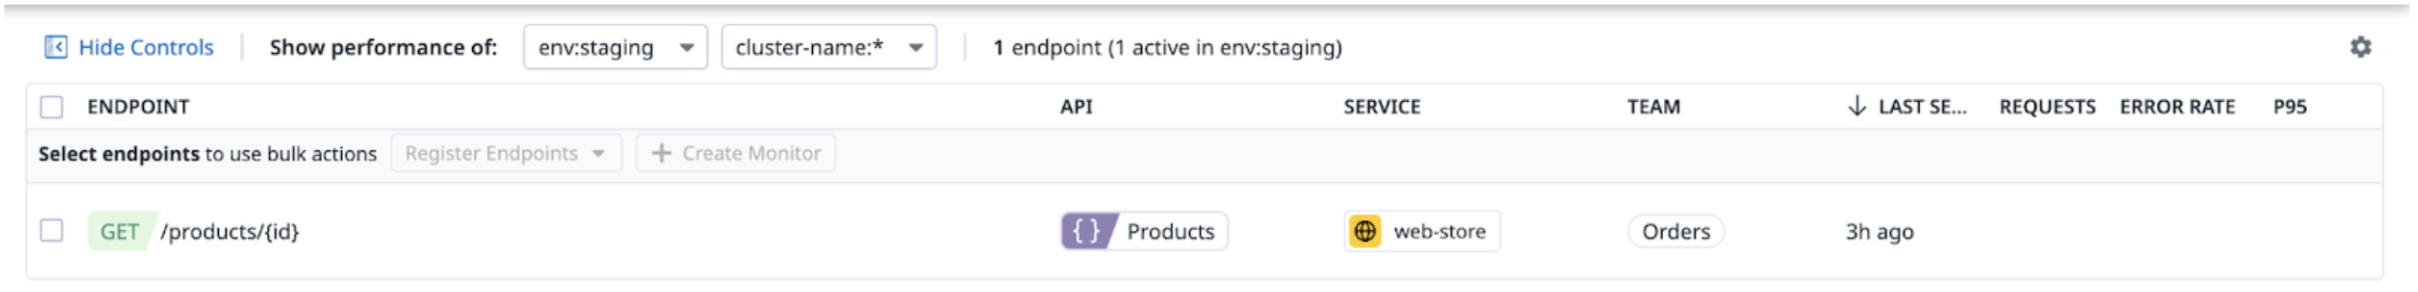 Hide Controls Show performance of: env:staging cluster-name:* 1 endpoint (1 active in env:staging)
ENDPOINT API SERVICE TEAM LAST SE... REQUESTS ERROR RATE P95
Select endpoints to use bulk actions Register Endpoints + Create Monitor
GET /products/{id} {} Products web-store Orders 3h ago